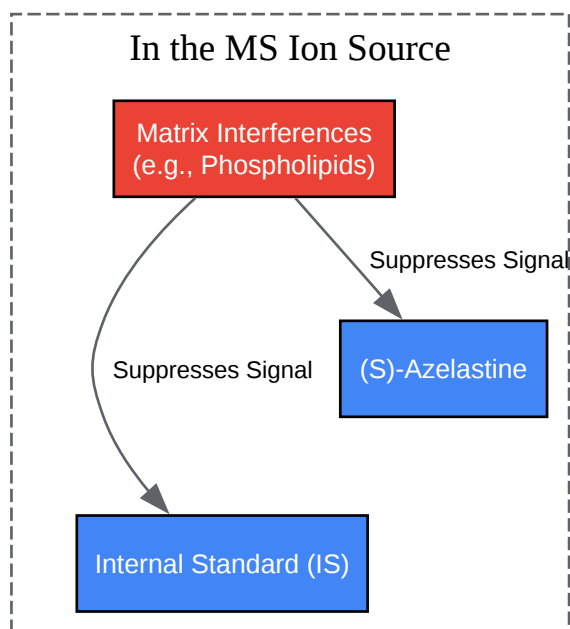 In the MS Ion Source
Matrix Interferences
(e.g., Phospholipids)
Suppresses Signal
(S)-Azelastine
Suppresses Signal
Internal Standard (IS)